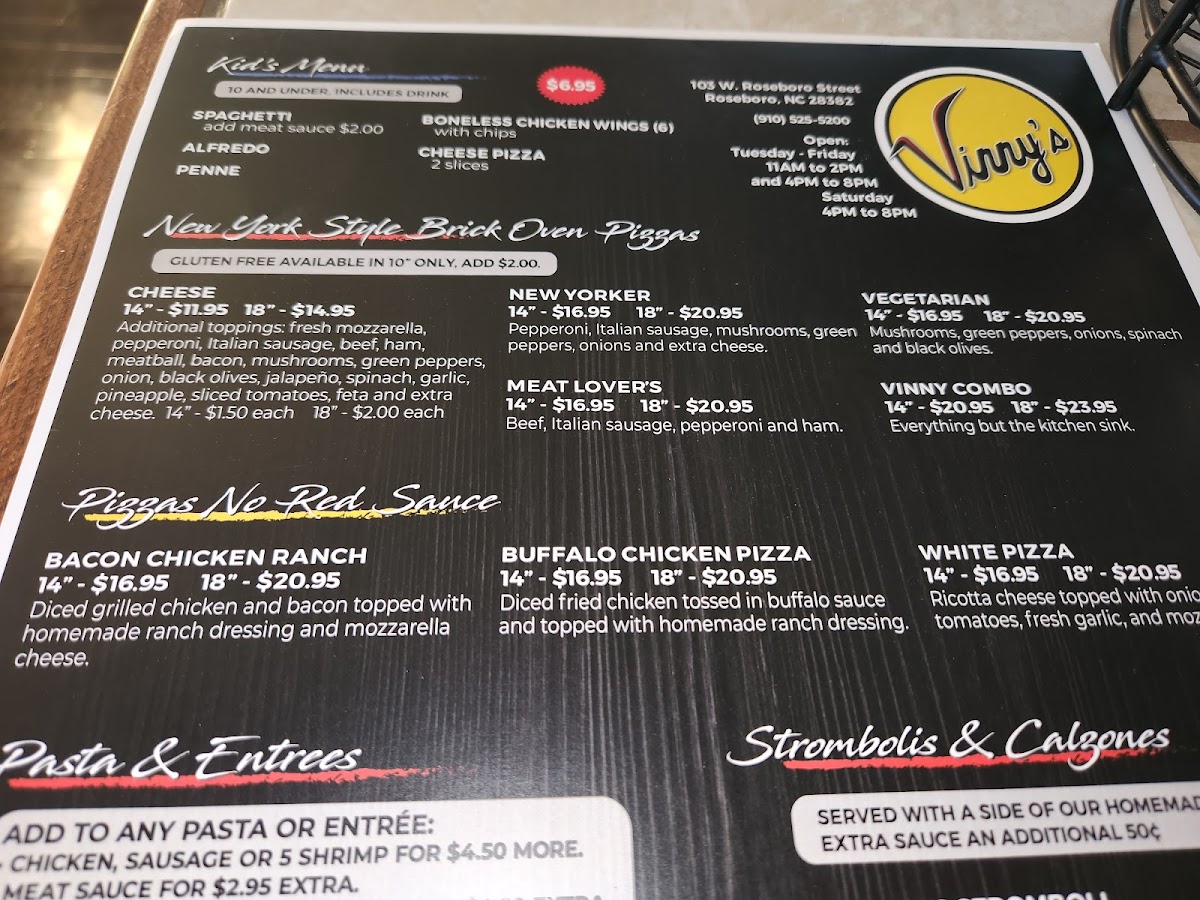 Kid's Menu
10 AND UNDER, INCLUDES DRINK
$6.95
SPAGHETTI
add meat sauce $2.00
ALFREDO
PENNE
BONELESS CHICKEN WINGS (6)
with chips
CHEESE PIZZA
2 slices
103 W. Roseboro Street
Roseboro, NC 28382
(910) 525-5200
Open:
Tuesday - Friday
11AM to 2PM
and 4PM to 8PM
Saturday
4PM to 8PM
Vinny's
New York Style Brick Oven Pizzas
GLUTEN FREE AVAILABLE IN 10" ONLY, ADD $2.00.
CHEESE
14" - $11.95 18" - $14.95
Additional toppings: fresh mozzarella,
pepperoni, Italian sausage, beef, ham,
meatball, bacon, mushrooms, green peppers,
onion, black olives, jalapeño, spinach, garlic,
pineapple, sliced tomatoes, feta and extra
cheese. 14" - $1.50 each 18" - $2.00 each
NEW YORKER
14" - $16.95 18" - $20.95
Pepperoni, Italian sausage, mushrooms, green
peppers, onions and extra cheese.
MEAT LOVER'S
14" - $16.95 18" - $20.95
Beef, Italian sausage, pepperoni and ham.
VEGETARIAN
14" - $16.95 18" - $20.95
Mushrooms, green peppers, onions, spinach
and black olives.
VINNY COMBO
14" - $20.95 18" - $23.95
Everything but the kitchen sink.
Pizzas No Red Sauce
BACON CHICKEN RANCH
14" - $16.95 18" - $20.95
Diced grilled chicken and bacon topped with
homemade ranch dressing and mozzarella
cheese.
BUFFALO CHICKEN PIZZA
14" - $16.95 18" - $20.95
Diced fried chicken tossed in buffalo sauce
and topped with homemade ranch dressing.
WHITE PIZZA
14" - $16.95 18" - $20.95
Ricotta cheese topped with
tomatoes, fresh garlic, and
Pasta & Entrees
ADD TO ANY PASTA OR ENTRÉE:
CHICKEN, SAUSAGE OR 5 SHRIMP FOR $4.50 MORE.
MEAT SAUCE FOR $2.95 EXTRA.
Strombolis & Calzones
SERVED WITH A SIDE OF OUR
EXTRA SAUCE AN ADDITIONAL 50¢